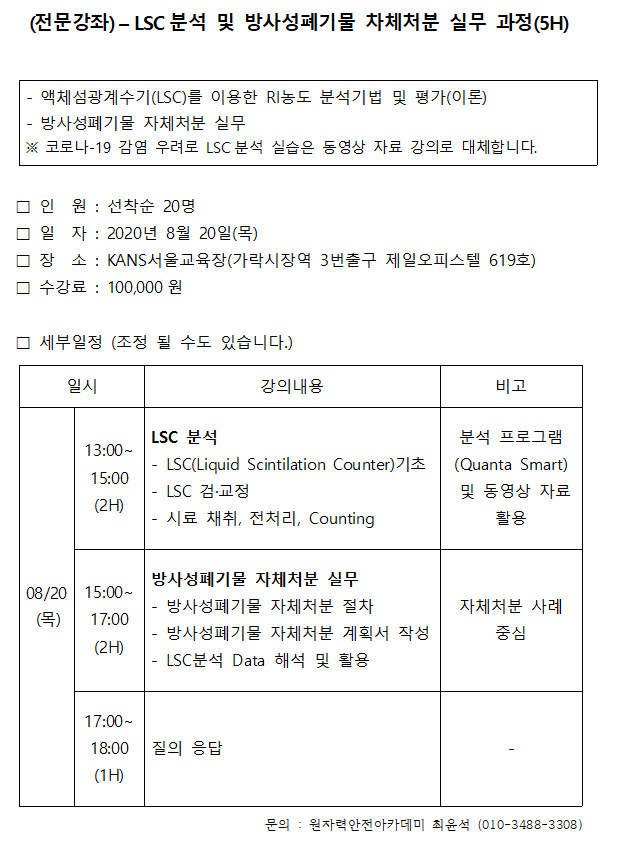 (전문강좌) – LSC 분석 및 방사성폐기물 차체처분 실무 과정(5H)
- 액체섬광계수기(LSC)를 이용한 RI농도 분석기법 및 평가(이론)
- 방사성폐기물 자체처분 실무
※ 코로나-19 감염 우려로 LSC 분석 실습은 동영상 자료 강의로 대체합니다.
□ 인 원 : 선착순 20명
□ 일 자 : 2020년 8월 20일(목)
□ 장 소 : KANS서울교육장(가락시장역 3번출구 제일오피스텔 619호)
□ 수강료 : 100,000 원
□ 세부일정 (조정 될 수도 있습니다.)
일시
강의내용
비고
08/20
(목)
13:00~
15:00
(2H)
LSC 분석
- LSC(Liquid Scintilation Counter)기초
- LSC 검·교정
- 시료 채취, 전처리, Counting
분석 프로그램
(Quanta Smart)
및 동영상 자료
활용
15:00~
17:00
(2H)
방사성폐기물 자체처분 실무
- 방사성폐기물 자체처분 절차
- 방사성폐기물 자체처분 계획서 작성
- LSC분석 Data 해석 및 활용
자체처분 사례
중심
17:00~
18:00
(1H)
질의 응답
-
문의 : 원자력안전아카데미 최윤석 (010-3488-3308)